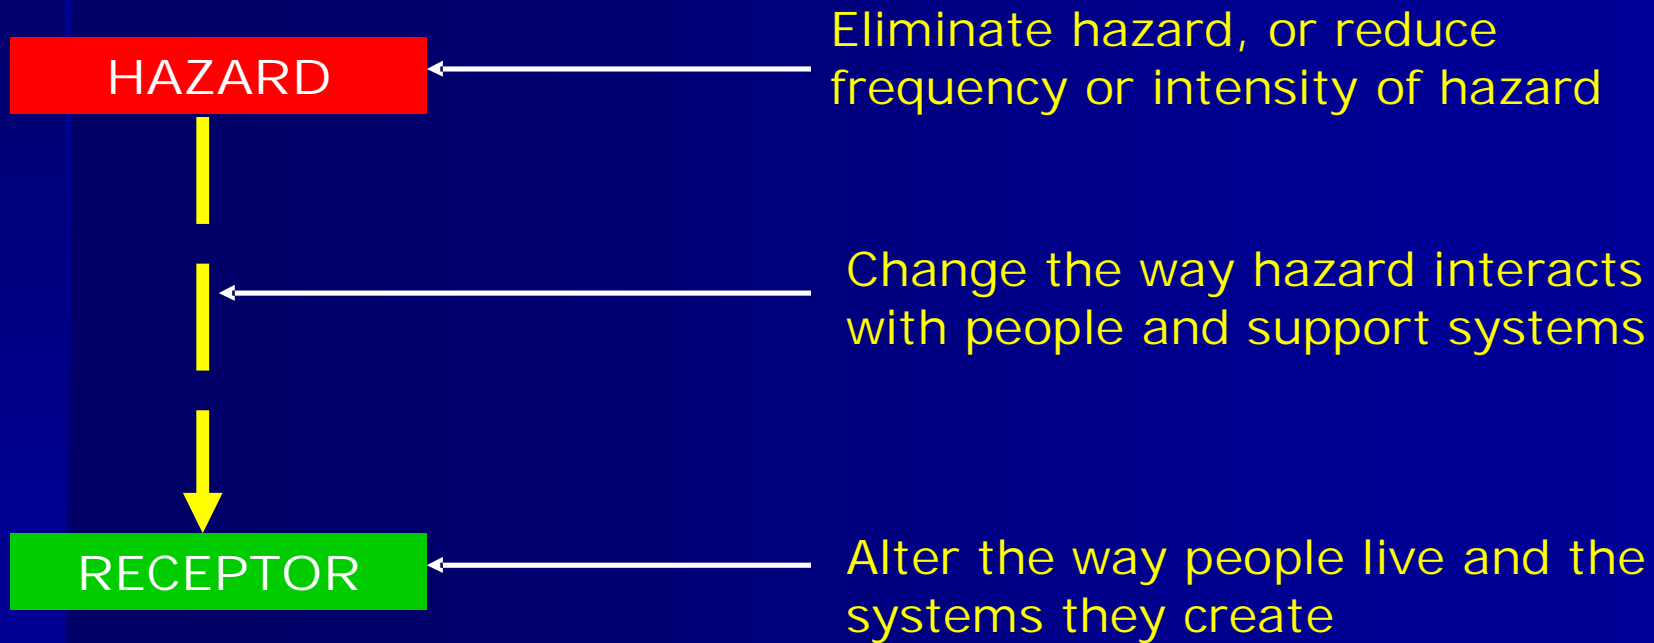 HAZARD
Eliminate hazard, or reduce
frequency or intensity of hazard
Change the way hazard interacts
with people and support systems
RECEPTOR
Alter the way people live and the
systems they create